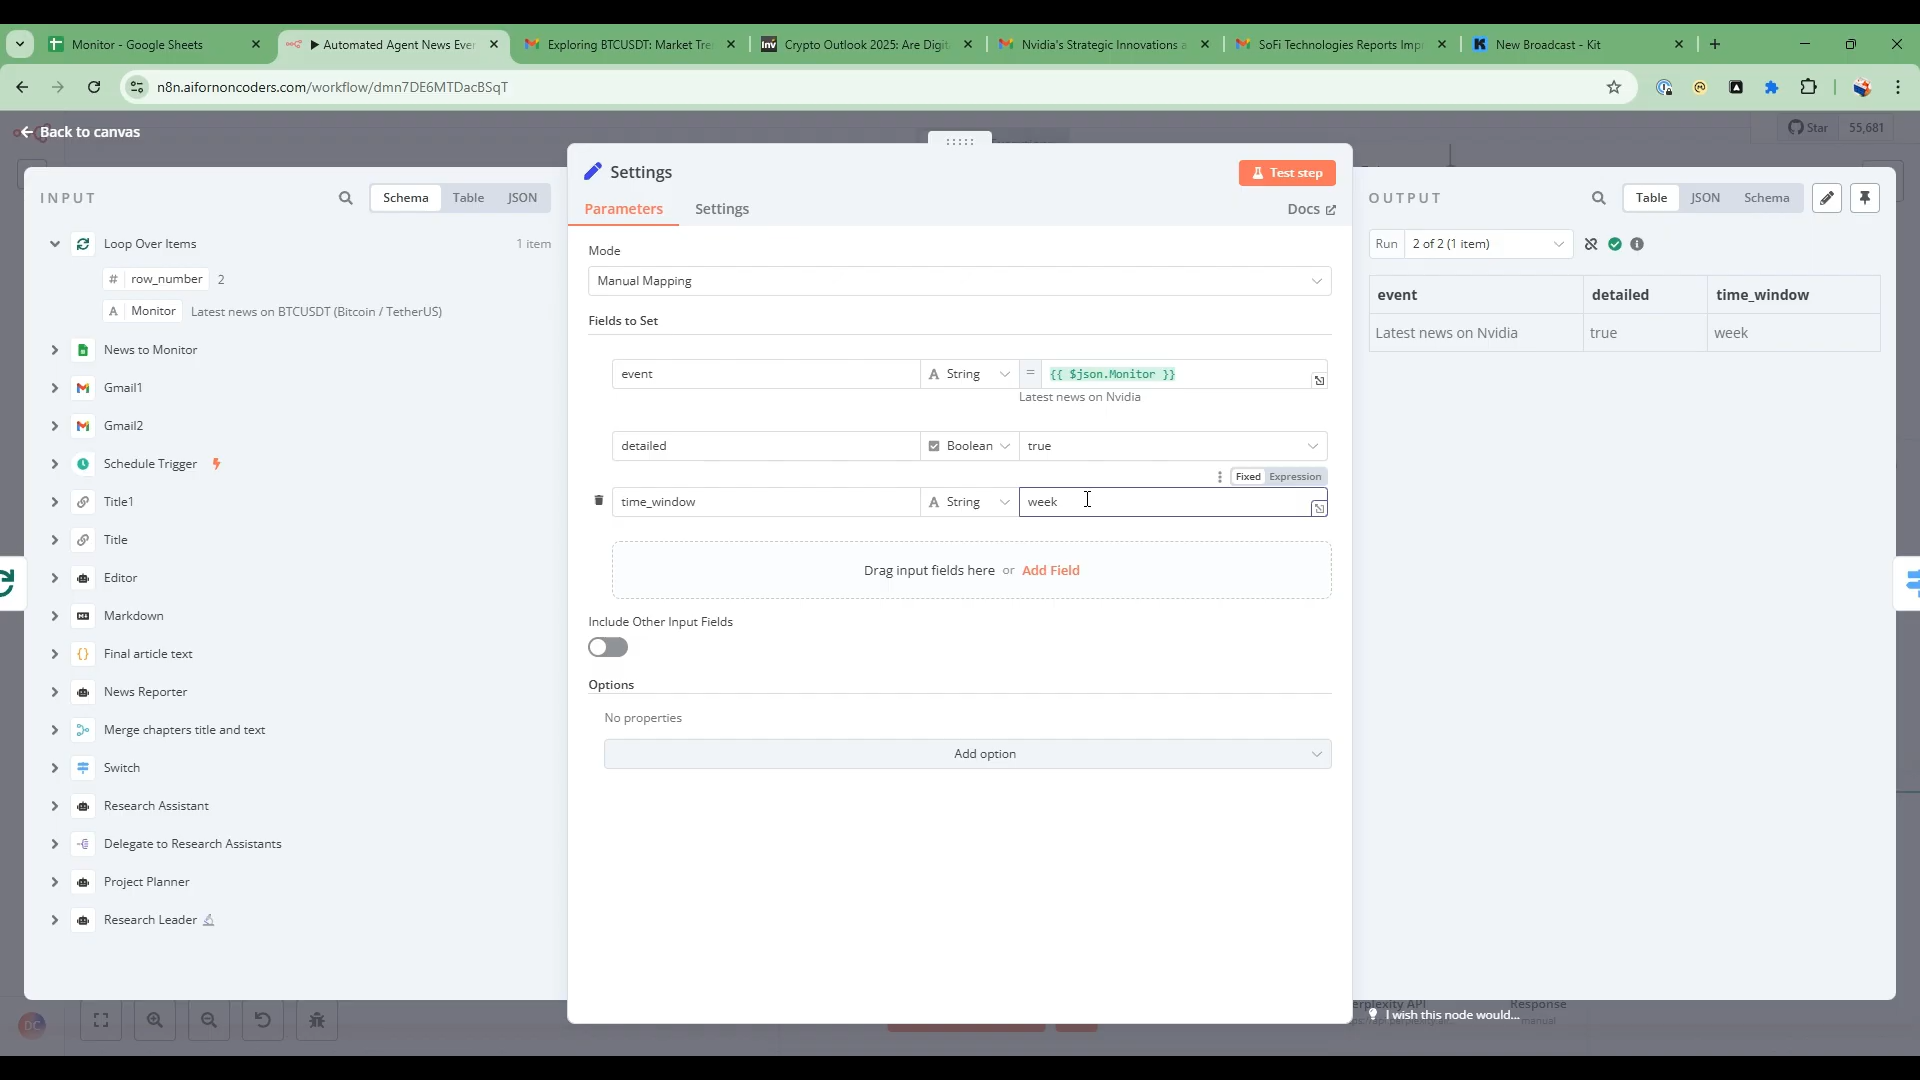 Monitor - Google Sheets
Automated Agent News Eve
Exploring BTCUSDT: Market Tre
Crypto Outlook 2025: Are Digit
Nvidia's Strategic Innovations a
SoFi Technologies Reports Impr
New Broadcast - Kit
n8n.aifornoncoders.com/workflow/dmn7DE6MTDacBSqT
Back to canvas
Star 55,681
INPUT
Schema Table JSON
Loop Over Items 1 item
# row_number 2
A Monitor Latest news on BTCUSDT (Bitcoin / TetherUS)
News to Monitor
Gmail1
Gmail2
Schedule Trigger
Title1
Title
Editor
Markdown
Final article text
News Reporter
Merge chapters title and text
Switch
Research Assistant
Delegate to Research Assistants
Project Planner
Research Leader
Settings
Test step
Parameters Settings Docs
Mode
Manual Mapping
Fields to Set
event A String = {{ $json.Monitor }}
Latest news on Nvidia
detailed Boolean true
Fixed Expression
time_window A String week
Drag input fields here or Add Field
Include Other Input Fields
Options
No properties
Add option
OUTPUT
Table JSON Schema
Run 2 of 2 (1 item)
event detailed time_window
Latest news on Nvidia true week
DC
erplexity API
Response
manual
I wish this node would...